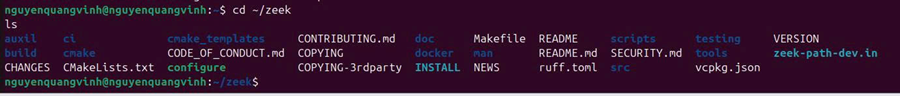 nguyenquangvinh@nguyenquangvinh:~$ cd ~/zeek
ls
auxil ci cmake_templates CONTRIBUTING.md doc Makefile README scripts testing VERSION
build cmake CODE_OF_CONDUCT.md COPYING docker man README.md SECURITY.md tools zeek-path-dev.in
CHANGES CMakeLists.txt configure COPYING-3rdparty INSTALL NEWS ruff.toml src vcpkg.json
nguyenquangvinh@nguyenquangvinh:~/zeek$